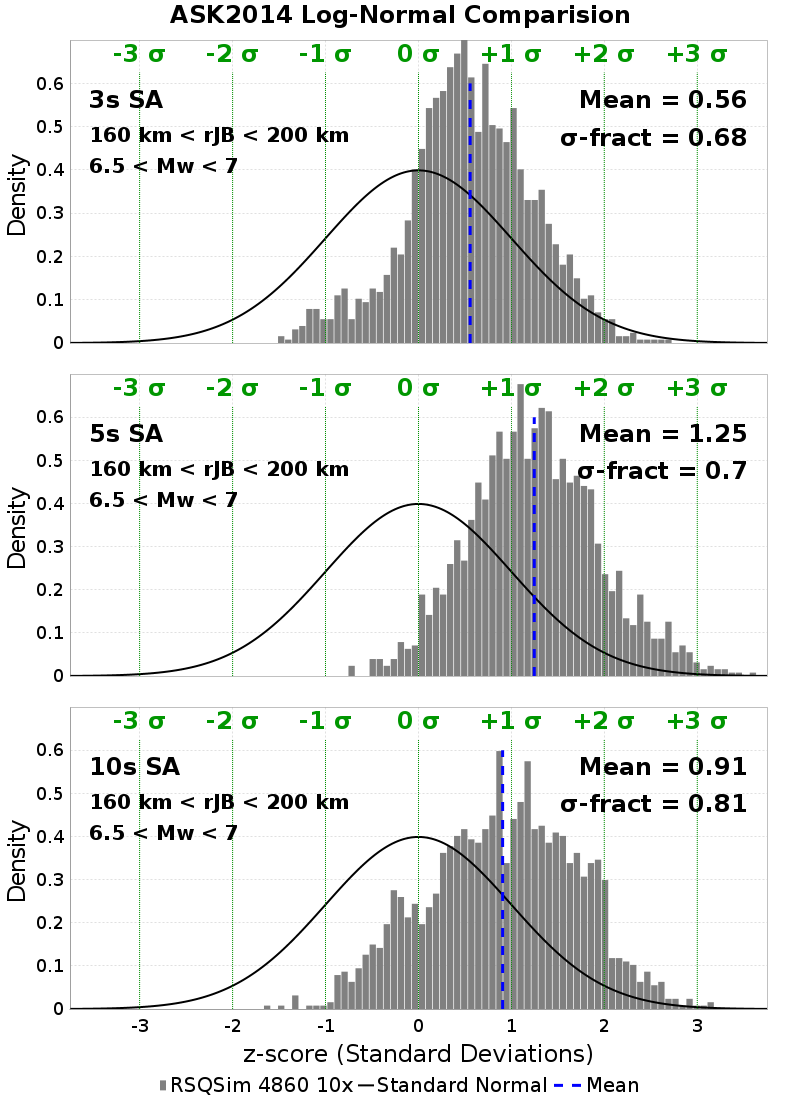 ASK2014 Log-Normal Comparision
-3 σ -2 σ -1 σ 0 σ +1 σ +2 σ +3 σ
3s SA
Mean = 0.56
160 km < rJB < 200 km
σ-fract = 0.68
6.5 < Mw < 7
0.6
0.5
0.4
0.3
0.2
0.1
0
Density
-3 σ -2 σ -1 σ 0 σ +1 σ +2 σ +3 σ
5s SA
Mean = 1.25
160 km < rJB < 200 km
σ-fract = 0.7
6.5 < Mw < 7
0.6
0.5
0.4
0.3
0.2
0.1
0
Density
-3 σ -2 σ -1 σ 0 σ +1 σ +2 σ +3 σ
10s SA
Mean = 0.91
160 km < rJB < 200 km
σ-fract = 0.81
6.5 < Mw < 7
0.6
0.5
0.4
0.3
0.2
0.1
0
Density
-3 -2 -1 0 1 2 3
z-score (Standard Deviations)
RSQSim 4860 10x Standard Normal Mean